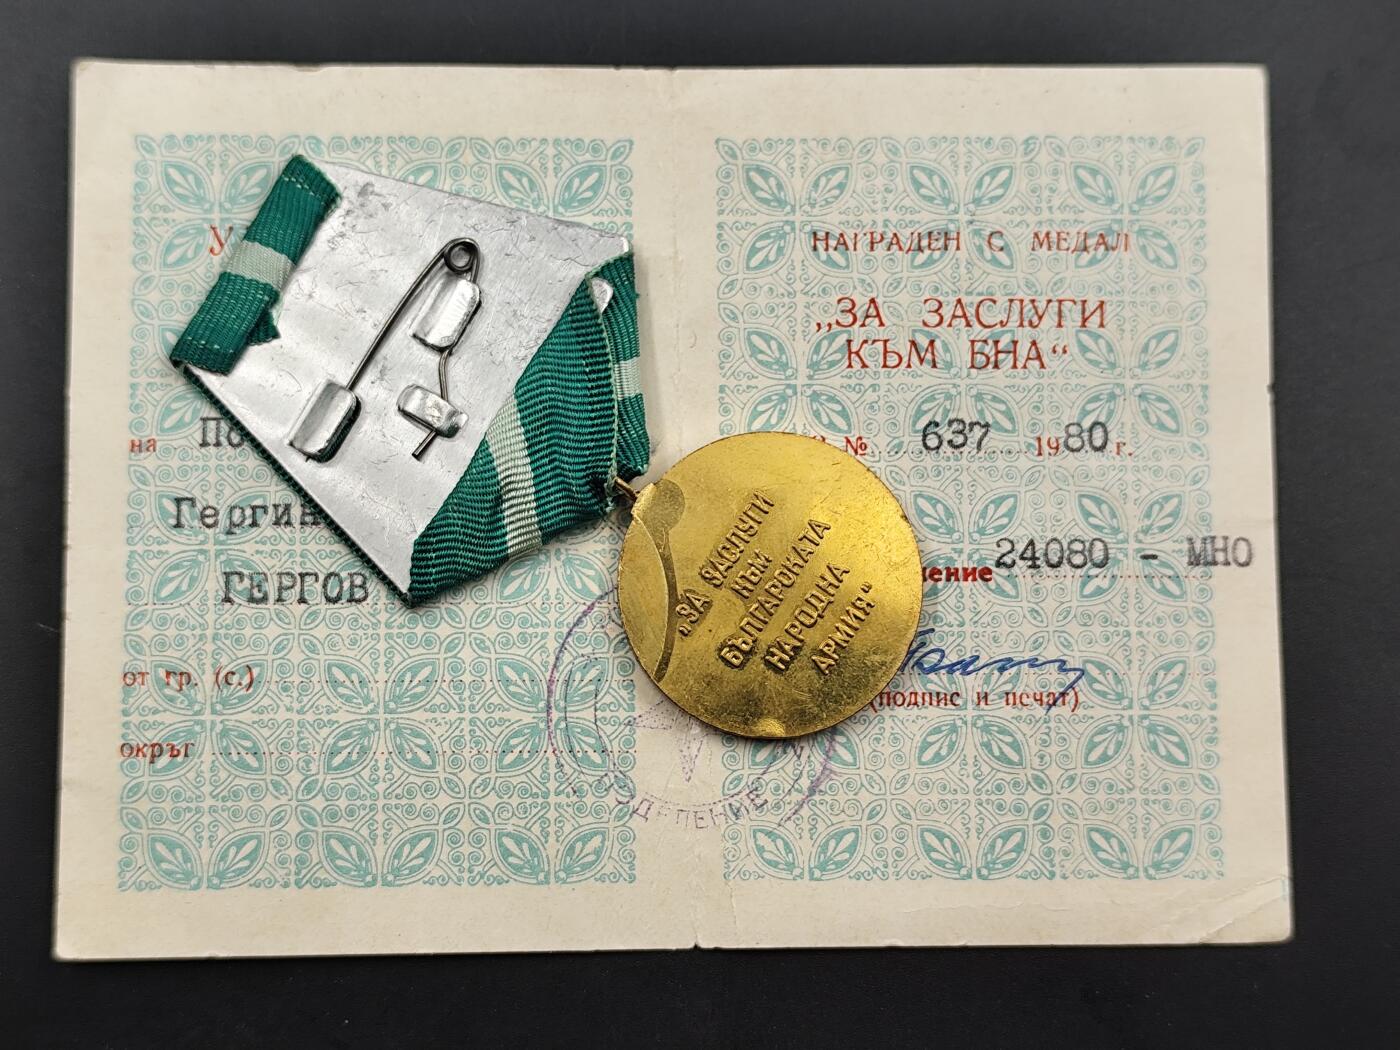 на
ГЕРГОВ
от гр. (с.)
окръг
НАГРАДЕН С МЕДАЛ
„ЗА ЗАСЛУГИ
КЪМ БНА“
№ 637 1980 г.
24080 - МНО
(подпис и печат)
„ЗА ЗАСЛУГИ
КЪМ
БЪЛГАРСКАТА
НАРОДНА
АРМИЯ“